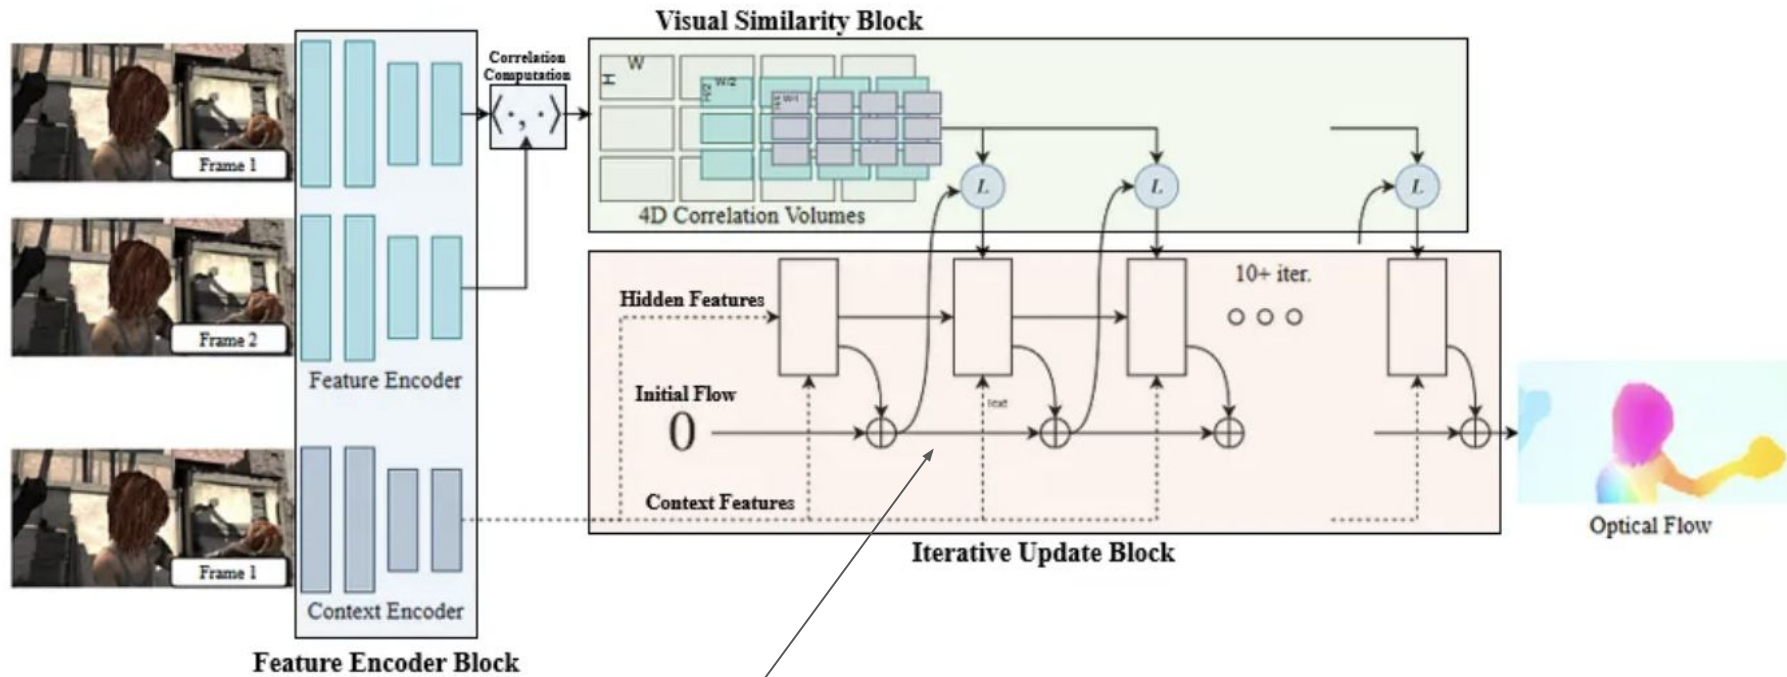 Visual Similarity Block
Correlation
Computation
⟨·, ·⟩
W
H
W/2
H/2
W/4
H/4
L
L
L
4D Correlation Volumes
Frame 1
Frame 2
Feature Encoder
Frame 1
Context Encoder
Feature Encoder Block
Hidden Features
10+ iter.
Initial Flow
0
text
Context Features
Iterative Update Block
Optical Flow